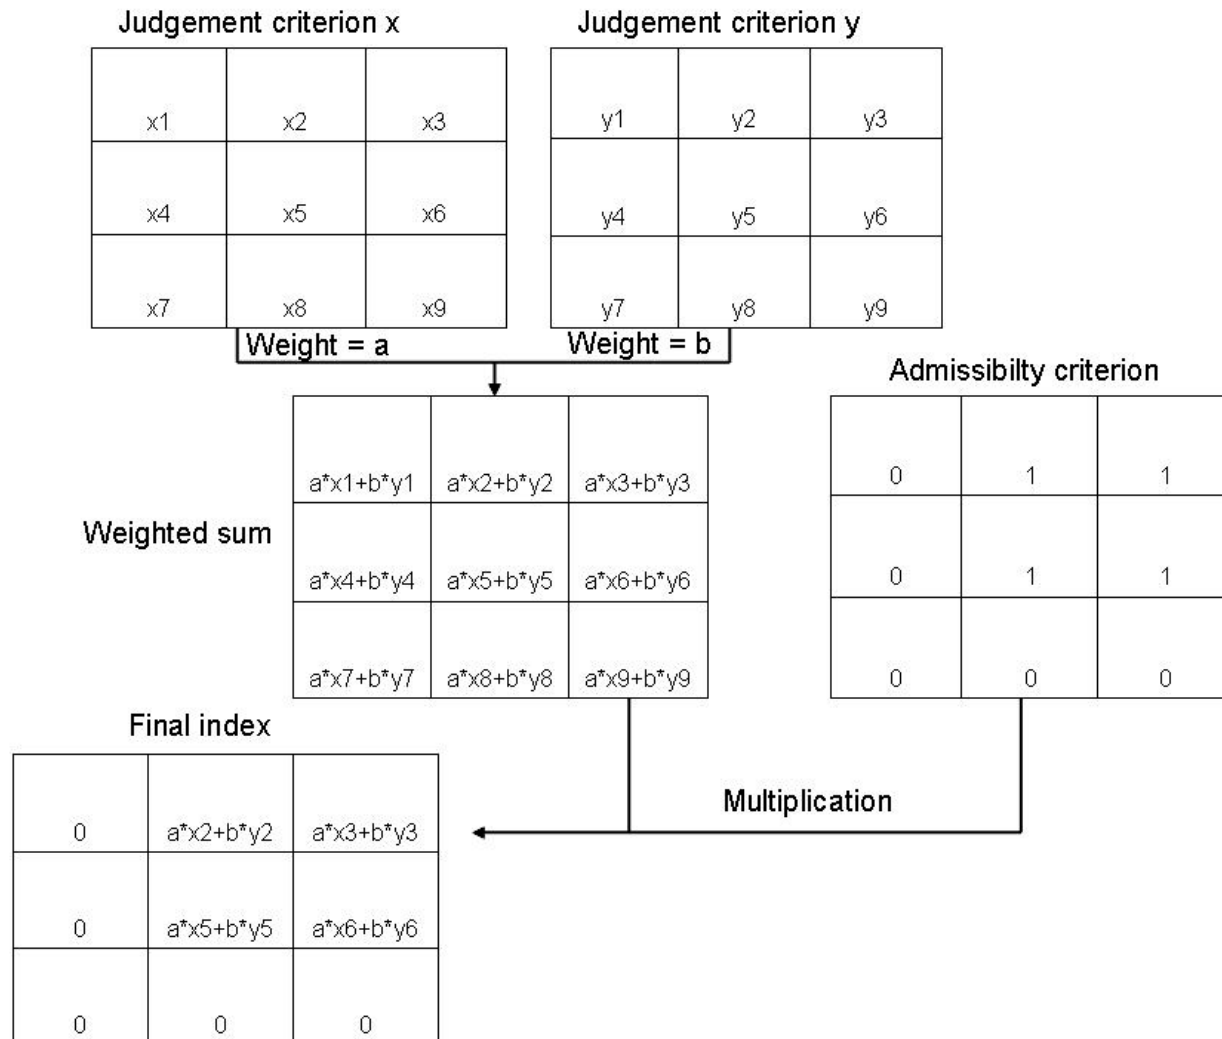 Judgement criterion x
Judgement criterion y
x1 x2 x3
y1 y2 y3
x4 x5 x6
y4 y5 y6
x7 x8 x9
y7 y8 y9
Weight = a
Weight = b
Admissibilty criterion
a*x1+b*y1 a*x2+b*y2 a*x3+b*y3
0 1 1
Weighted sum
a*x4+b*y4 a*x5+b*y5 a*x6+b*y6
0 1 1
a*x7+b*y7 a*x8+b*y8 a*x9+b*y9
0 0 0
Final index
Multiplication
0 a*x2+b*y2 a*x3+b*y3
0 a*x5+b*y5 a*x6+b*y6
0 0 0